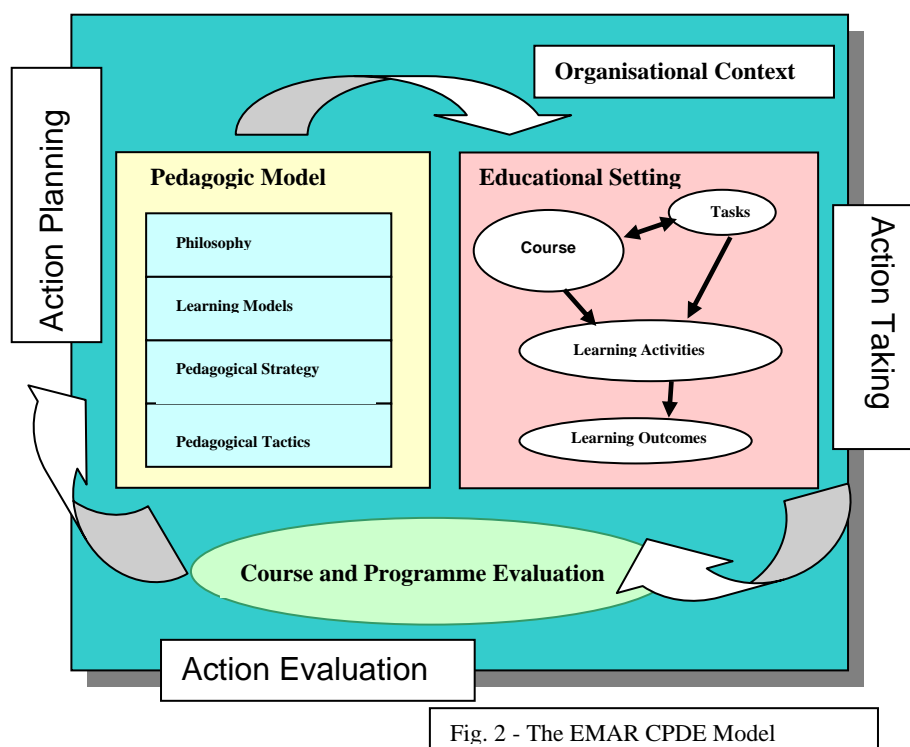 Organisational Context
Action Planning
Pedagogic Model
Philosophy
Learning Models
Pedagogical Strategy
Pedagogical Tactics
Educational Setting
Tasks
Course
Learning Activities
Learning Outcomes
Action Taking
Course and Programme Evaluation
Action Evaluation
Fig. 2 - The EMAR CPDE Model